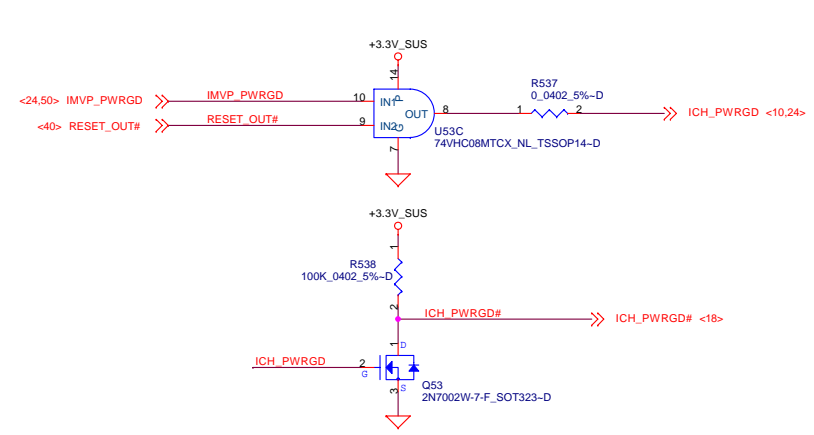 +3.3V_SUS
14
R537
0_0402_5%~D
<24,50> IMVP_PWRGD IMVP_PWRGD 10 IN1 P OUT 8 1 2 ICH_PWRGD <10,24>
<40> RESET_OUT# RESET_OUT# 9 IN2 G
U53C
74VHC08MTCX_NL_TSSOP14~D
7
+3.3V_SUS
1
R538
100K_0402_5%~D
2
ICH_PWRGD# ICH_PWRGD# <18>
1 D
ICH_PWRGD 2 G
3 S
Q53
2N7002W-7-F_SOT323~D